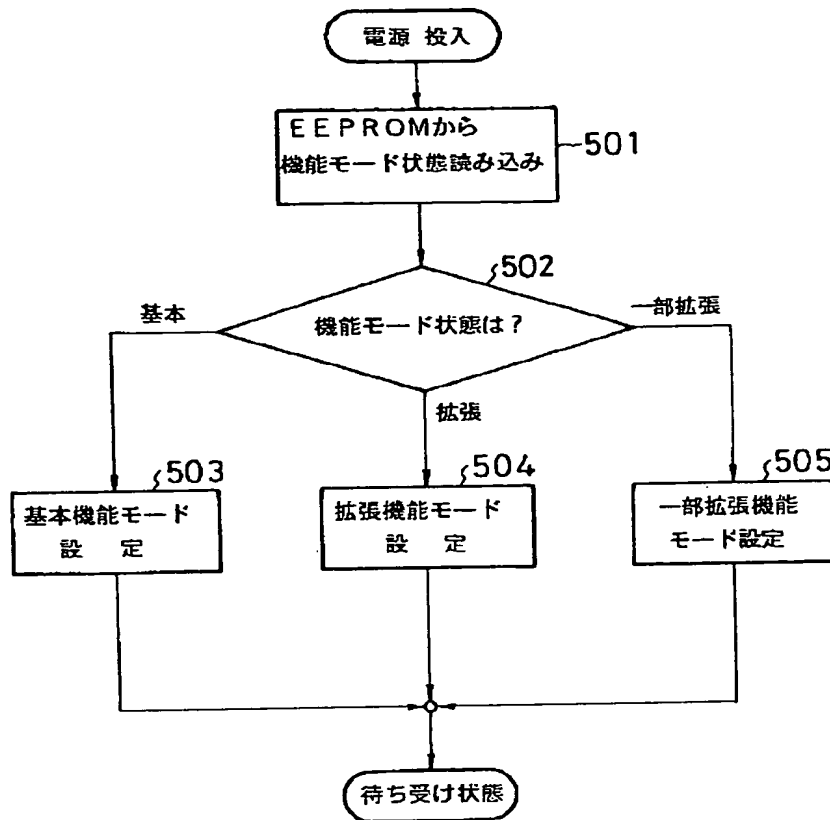 電源 投入
EEPROMから
機能モード状態読み込み
501
502
機能モード状態は?
基本
一部拡張
拡張
503
基本機能モード
設 定
504
拡張機能モード
設 定
505
一部拡張機能
モード設定
待ち受け状態